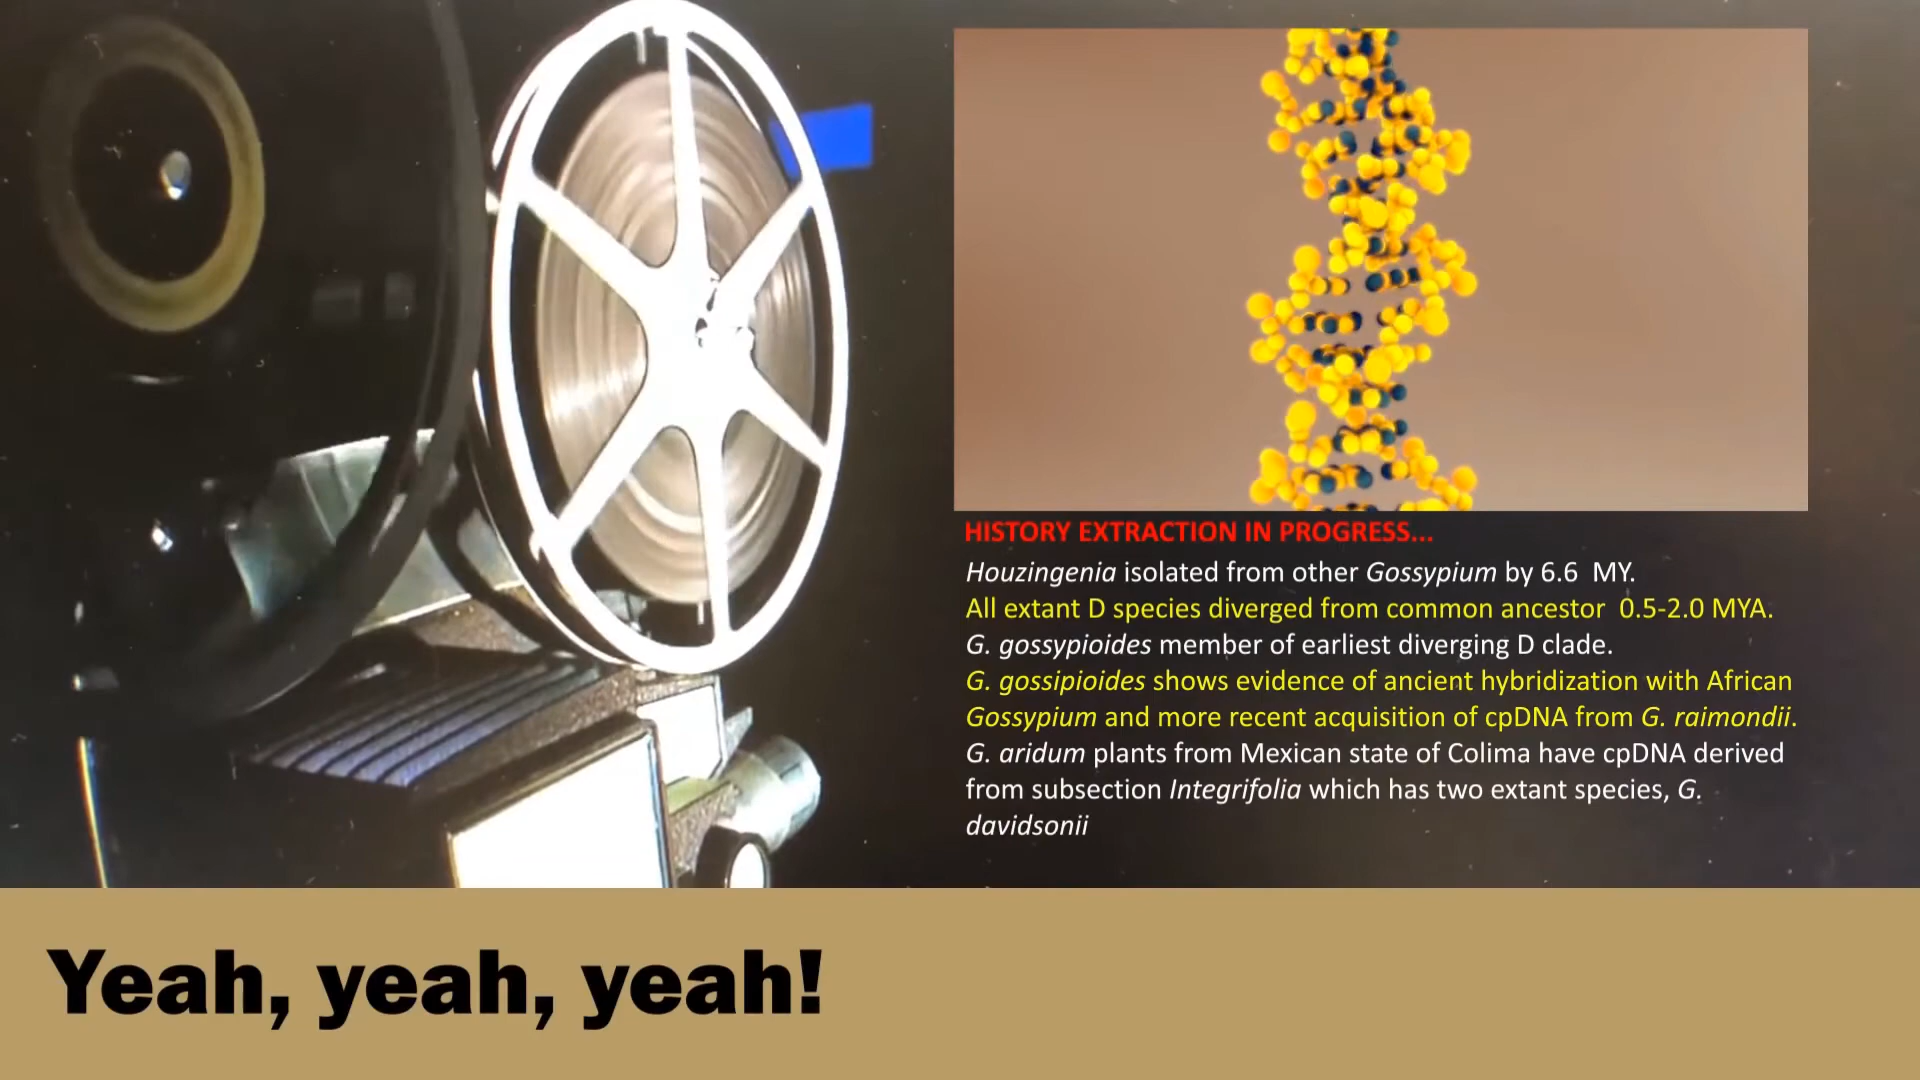 HISTORY EXTRACTION IN PROGRESS...
Houzingenia isolated from other Gossypium by 6.6  MY.
All extant D species diverged from common ancestor  0.5-2.0 MYA.
G. gossypioides member of earliest diverging D clade.
G. gossipioides shows evidence of ancient hybridization with African
Gossypium and more recent acquisition of cpDNA from G. raimondii.
G. aridum plants from Mexican state of Colima have cpDNA derived
from subsection Integrifolia which has two extant species, G.
davidsonii
Yeah, yeah, yeah!